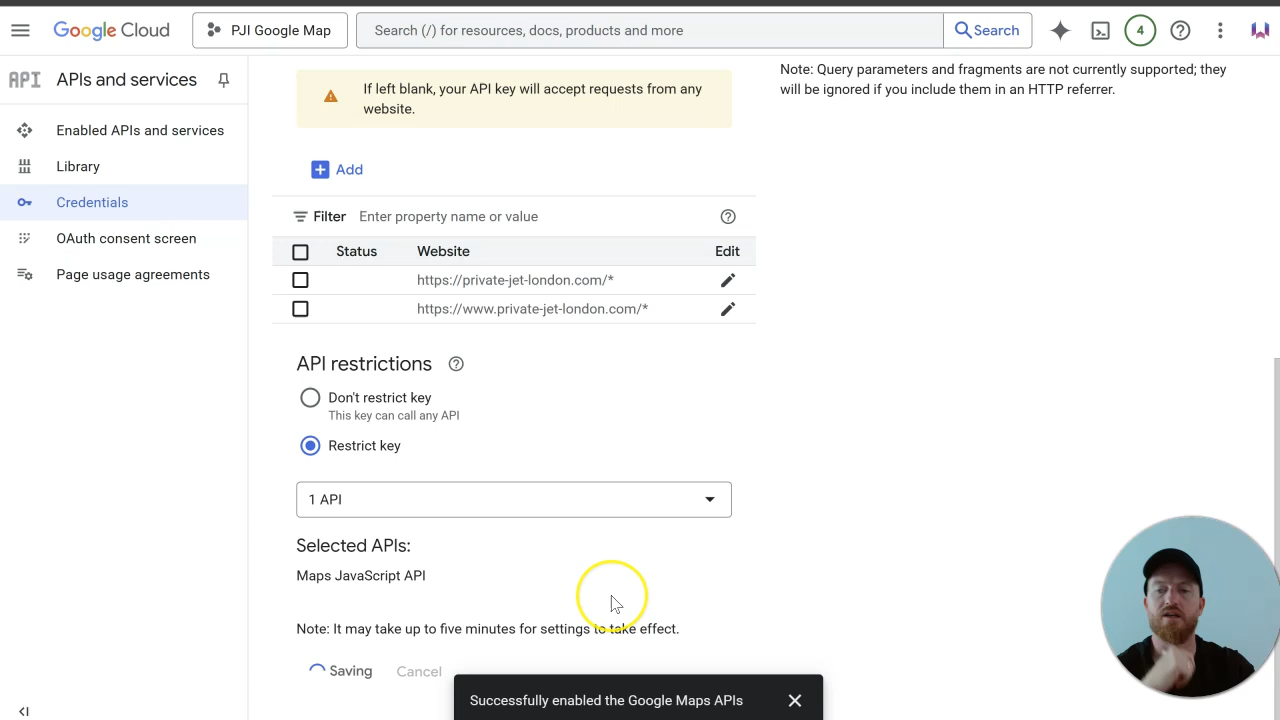 Google Cloud
PJI Google Map
Search (/) for resources, docs, products and more
Search
4
API
APIs and services
Enabled APIs and services
Library
Credentials
OAuth consent screen
Page usage agreements
If left blank, your API key will accept requests from any
website.
Note: Query parameters and fragments are not currently supported; they
will be ignored if you include them in an HTTP referrer.
Add
Filter Enter property name or value
Status Website Edit
https://private-jet-london.com/*
https://www.private-jet-london.com/*
API restrictions
Don't restrict key
This key can call any API
Restrict key
1 API
Selected APIs:
Maps JavaScript API
Note: It may take up to five minutes for settings to take effect.
Saving Cancel
Successfully enabled the Google Maps APIs